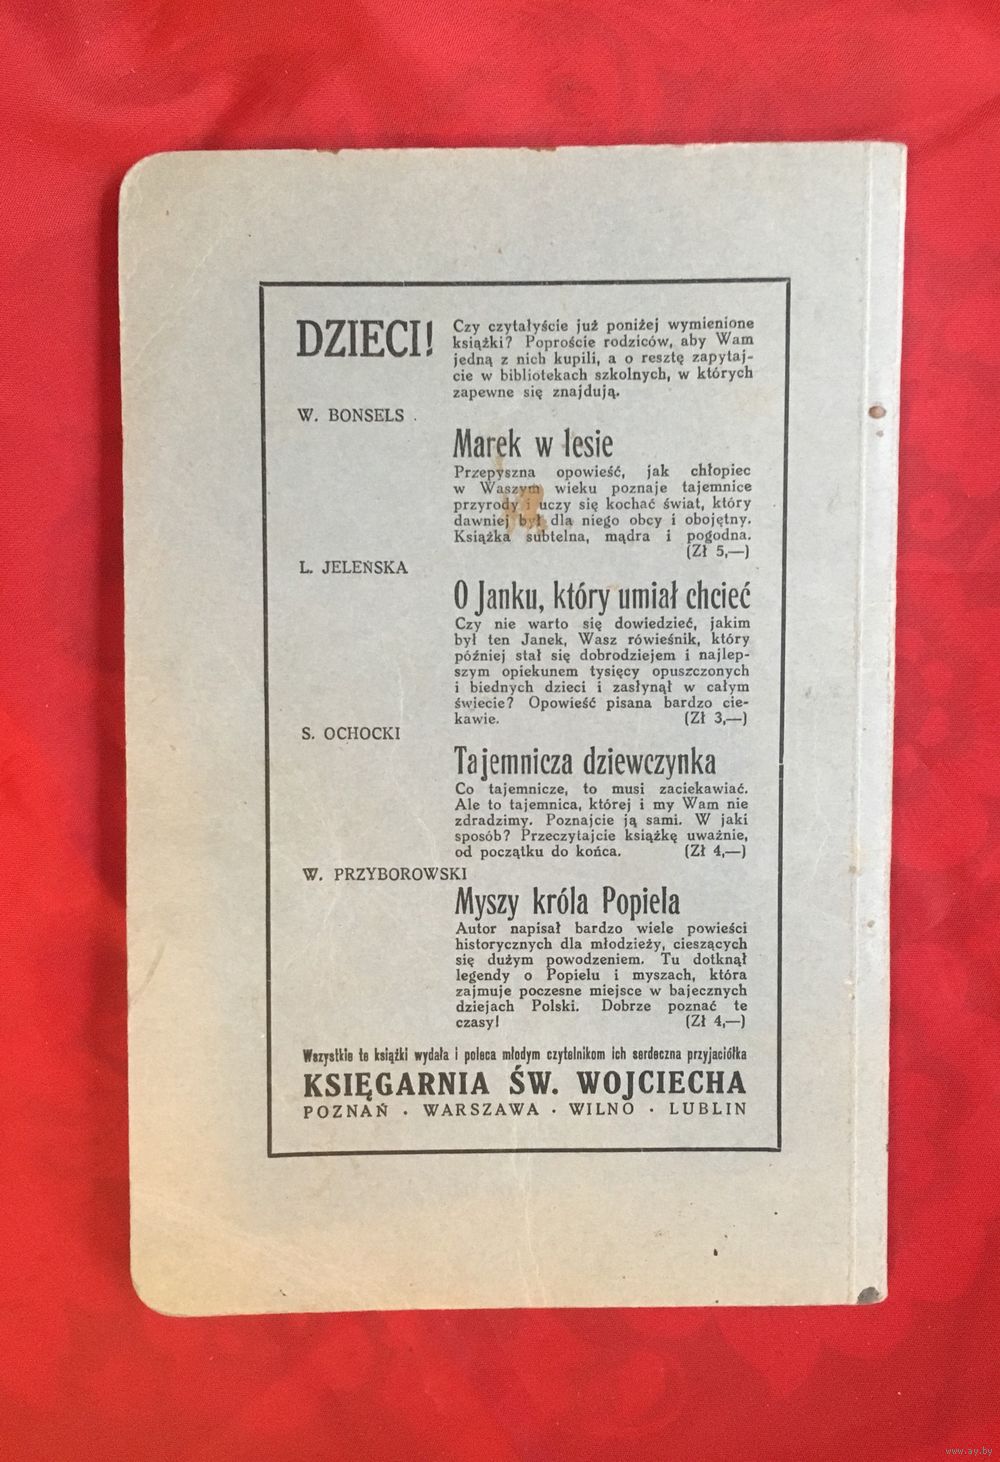 DZIECI!
Czy czytałyście już poniżej wymienione
książki? Poproście rodziców, aby Wam
jedną z nich kupili, a o resztę zapytaj-
cie w bibliotekach szkolnych, w których
zapewne się znajdują.
W. BONSELS
Marek w lesie
Przepyszna opowieść, jak chłopiec
w Waszym wieku poznaje tajemnice
przyrody i uczy się kochać świat, który
dawniej był dla niego obcy i obojętny.
Książka subtelna, mądra i pogodna.
(Zł 5,—)
L. JELEŃSKA
O Janku, który umiał chcieć
Czy nie warto się dowiedzieć, jakim
był ten Janek, Wasz rówieśnik, który
później stał się dobrodziejem i najlep-
szym opiekunem tysięcy opuszczonych
i biednych dzieci i zasłynął w całym
świecie? Opowieść pisana bardzo cie-
kawie. (Zł 3,—)
S. OCHOCKI
Tajemnicza dziewczynka
Co tajemnicze, to musi zaciekawiać.
Ale to tajemnica, której i my Wam nie
zdradzimy. Poznajcie ją sami. W jaki
sposób? Przeczytajcie książkę uważnie,
od początku do końca. (Zł 4,—)
W. PRZYBOROWSKI
Myszy króla Popiela
Autor napisał bardzo wiele powieści
historycznych dla młodzieży, cieszących
się dużym powodzeniem. Tu dotknął
legendy o Popielu i myszach, która
zajmuje poczesne miejsce w bajecznych
dziejach Polski. Dobrze poznać te
czasy! (Zł 4,—)
Wszystkie te książki wydała i poleca młodym czytelnikom ich serdeczna przyjaciółka
KSIĘGARNIA ŚW. WOJCIECHA
POZNAŃ · WARSZAWA · WILNO · LUBLIN
www.ay.by